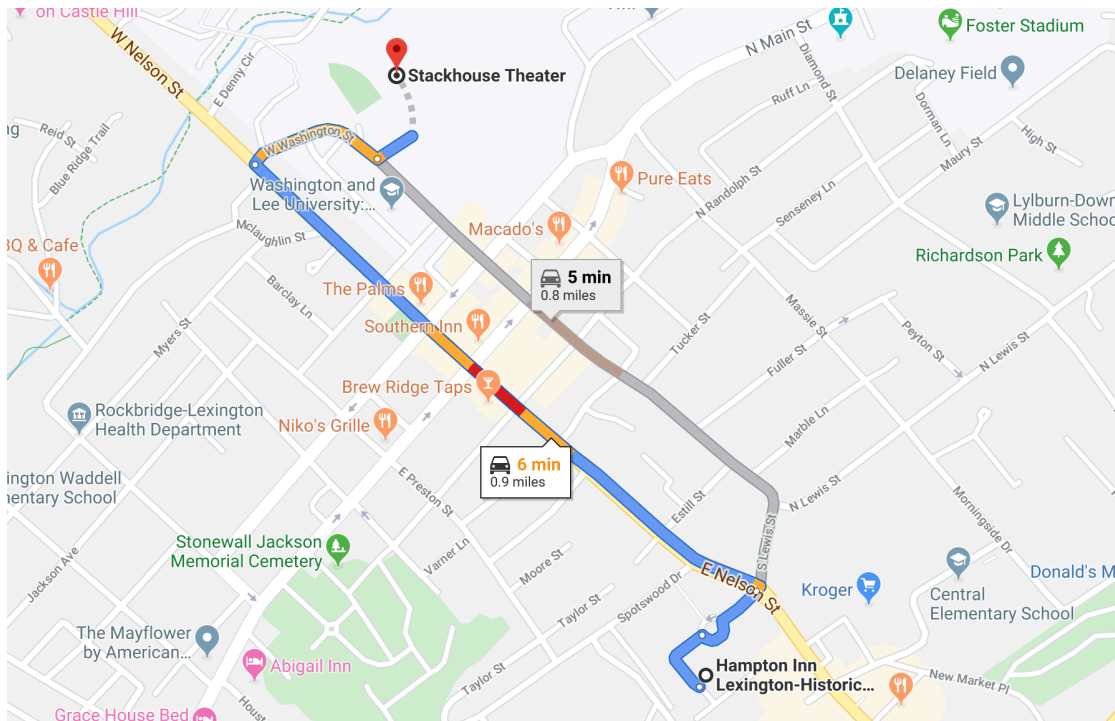 on Castle Hill
W Nelson St
E Denny Cir
Stackhouse Theater
N Main St
Foster Stadium
Delaney Field
Diamond St
Ruff Ln
Dorman Ln
Maury St
High St
Reid St
Blue Ridge Trail
W Washington St
Washington and
Lee University:...
Pure Eats
N Randolph St
Senseney Ln
Lylburn-Down
Middle Schoo
Richardson Park
Mclaughlin St
Macado's
BQ & Cafe
5 min
0.8 miles
Barclay Ln
The Palms
Southern Inn
Myers St
Tucker St
Massie St
Fuller St
Peyton St
N Lewis St
Brew Ridge Taps
Rockbridge-Lexington
Health Department
Niko's Grille
Marble Ln
6 min
0.9 miles
ington Waddell
mentary School
E Preston St
Estill St
N Lewis St
Morningside Dr
S Lewis St
Stonewall Jackson
Memorial Cemetery
Varner Ln
Moore St
Jackson Ave
E Nelson St
Kroger
Central
Elementary School
Donald's M
Taylor St
Spotswood Dr
The Mayflower
by American...
Abigail Inn
Taylor St
Hampton Inn
Lexington-Historic...
New Market Pl
Grace House Bed
Hous